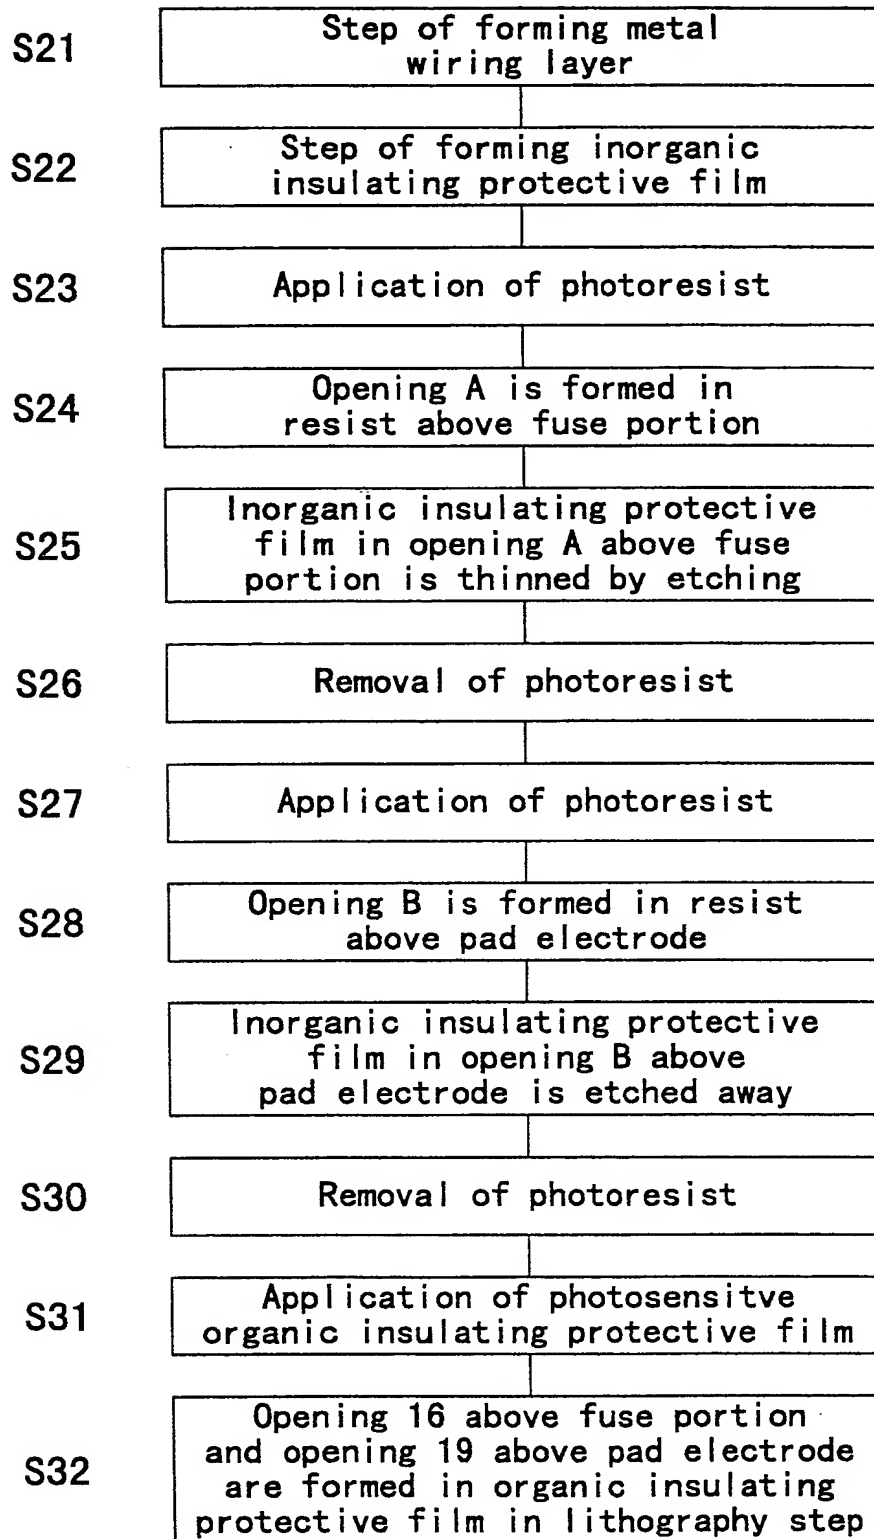 S21
Step of forming metal
wiring layer
S22
Step of forming inorganic
insulating protective film
S23
Application of photoresist
S24
Opening A is formed in
resist above fuse portion
S25
Inorganic insulating protective
film in opening A above fuse
portion is thinned by etching
S26
Removal of photoresist
S27
Application of photoresist
S28
Opening B is formed in resist
above pad electrode
S29
Inorganic insulating protective
film in opening B above
pad electrode is etched away
S30
Removal of photoresist
S31
Application of photosensitve
organic insulating protective film
S32
Opening 16 above fuse portion
and opening 19 above pad electrode
are formed in organic insulating
protective film in lithography step